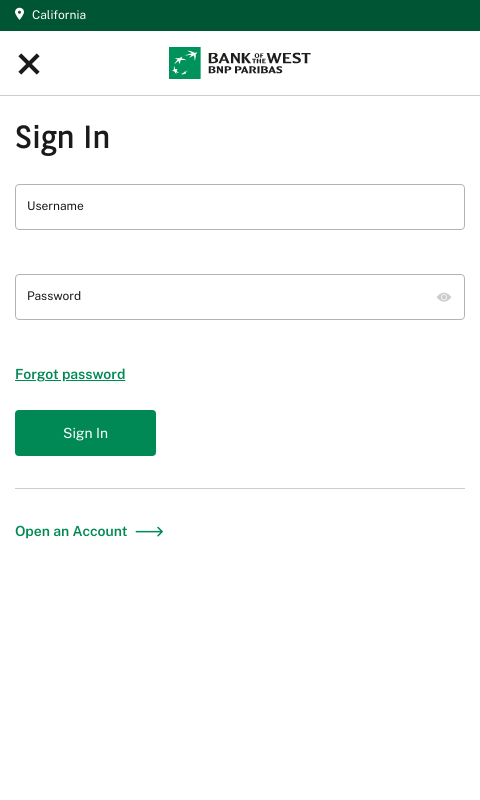 California
BANK OF THE WEST
BNP PARIBAS
Sign In
Username
Password
Forgot password
Sign In
Open an Account